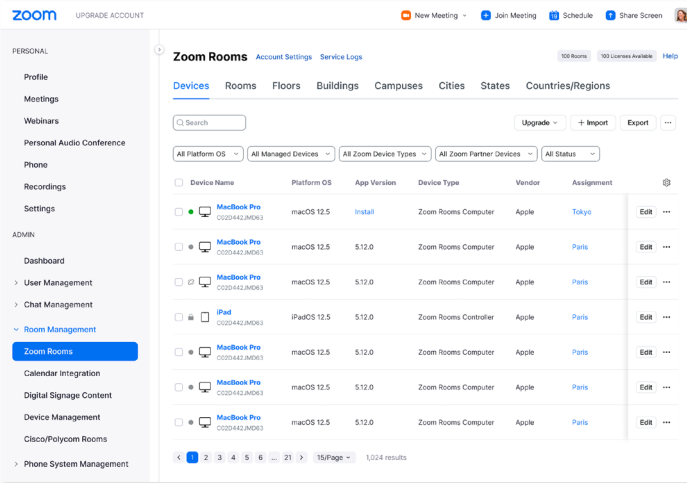 zoom UPGRADE ACCOUNT New Meeting Join Meeting 19 Schedule Share Screen
PERSONAL
Profile
Meetings
Webinars
Personal Audio Conference
Phone
Recordings
Settings
ADMIN
Dashboard
User Management
Chat Management
Room Management
Zoom Rooms
Calendar Integration
Digital Signage Content
Device Management
Cisco/Polycom Rooms
Phone System Management
Zoom Rooms Account Settings Service Logs 100 Rooms 100 Licenses Available Help
Devices Rooms Floors Buildings Campuses Cities States Countries/Regions
Search Upgrade + Import Export ...
All Platform OS All Managed Devices All Zoom Device Types All Zoom Partner Devices All Status
Device Name Platform OS App Version Device Type Vendor Assignment
MacBook Pro macOS 12.5 Install Zoom Rooms Computer Apple Tokyo Edit ...
C02D442JMD63
MacBook Pro macOS 12.5 5.12.0 Zoom Rooms Computer Apple Paris Edit ...
C02D442JMD63
MacBook Pro macOS 12.5 5.12.0 Zoom Rooms Computer Apple Paris Edit ...
C02D442JMD63
iPad iPadOS 12.5 5.12.0 Zoom Rooms Controller Apple Paris Edit ...
C02D442JMD63
MacBook Pro macOS 12.5 5.12.0 Zoom Rooms Computer Apple Paris Edit ...
C02D442JMD63
MacBook Pro macOS 12.5 5.12.0 Zoom Rooms Computer Apple Paris Edit ...
C02D442JMD63
MacBook Pro macOS 12.5 5.12.0 Zoom Rooms Computer Apple Paris Edit ...
C02D442JMD63
1 2 3 4 5 6 ... 21 15/Page 1,024 results